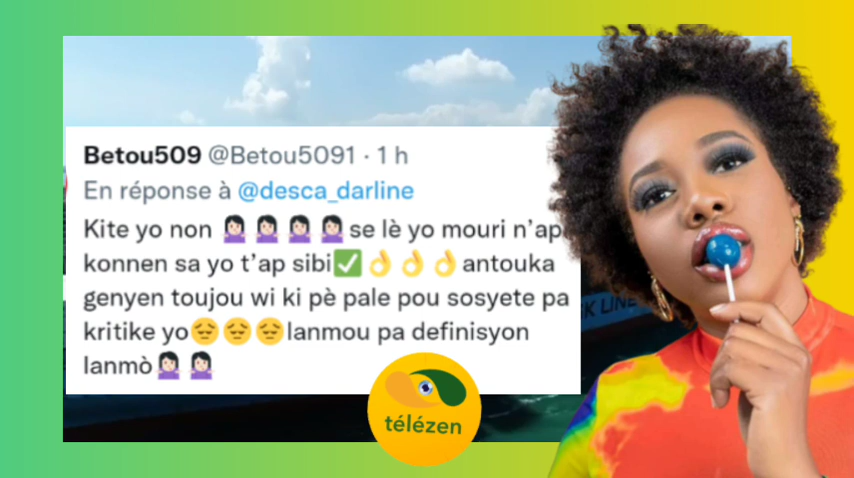 Betou509 @Betou5091 · 1 h
En réponse à @desca_darline
Kite yo non 🤷🏻‍♀️🤷🏻‍♀️🤷🏻‍♀️🤷🏻‍♀️se lè yo mouri n'ap
konnen sa yo t'ap sibi✅👌👌👌antouka
genyen toujou wi ki pè pale pou sosyete pa
kritike yo😔😔😔lanmou pa definisyon
lanmò🤷🏻‍♀️🤷🏻‍♀️
LINE
télézen